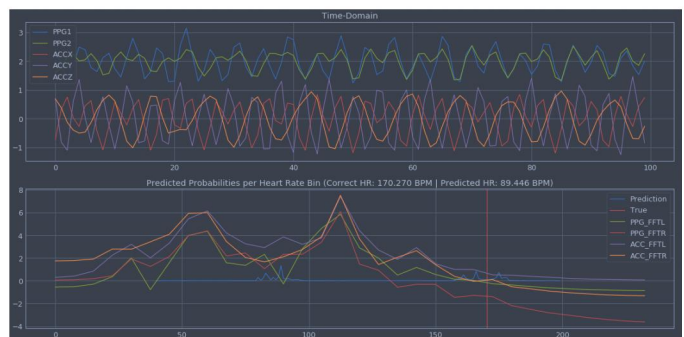 Time-Domain
PPG1
PPG2
ACCX
ACCY
ACCZ
3
2
1
0
−1
0 20 40 60 80 100
Predicted Probabilities per Heart Rate Bin (Correct HR: 170.270 BPM | Predicted HR: 89.446 BPM)
8
6
4
2
0
−2
−4
Prediction
True
PPG_FFTL
PPG_FFTR
ACC_FFTL
ACC_FFTR
0 50 100 150 200